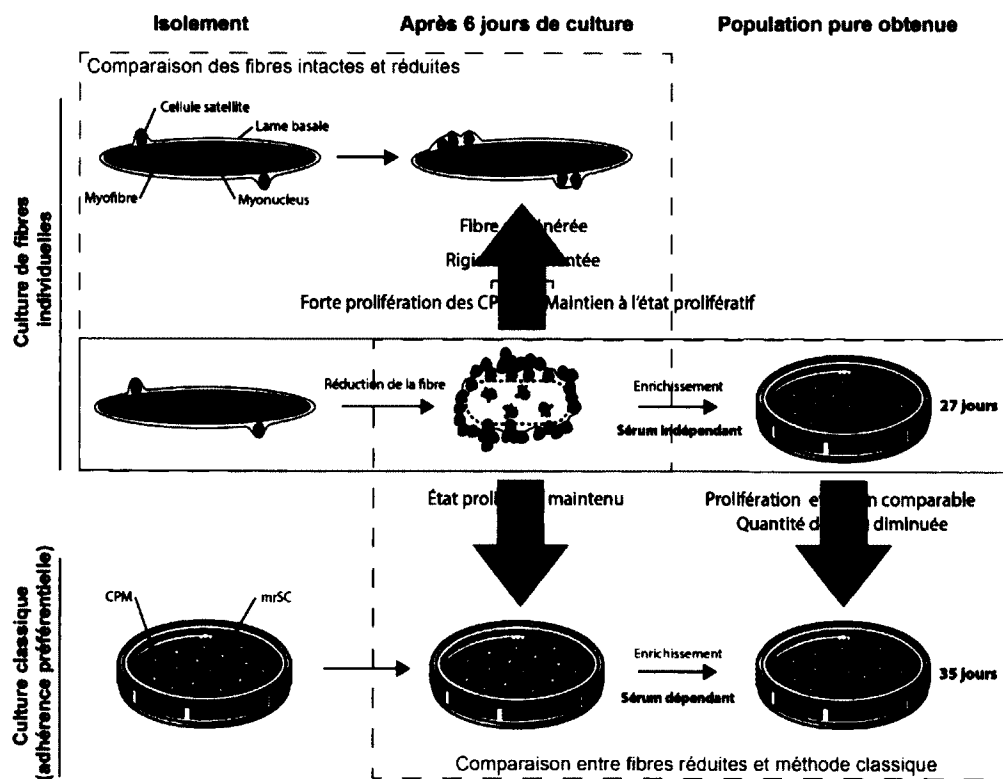 Isolement
Après 6 jours de culture
Population pure obtenue
Comparaison des fibres intactes et réduites
Cellule satellite
Lame basale
Myofibre
Myonucleus
Culture de fibres
individuelles
Fibre
Forte prolifération des
Maintien à l'état prolifératif
Réduction de la fibre
Enrichissement
Sérum indépendant
27 jours
État
maintenu
Prolifération
comparable
Quantité
diminuée
Culture classique
(adhérence préférentielle)
CPM
mrSC
Enrichissement
Sérum dépendant
35 jours
Comparaison entre fibres réduites et méthode classique